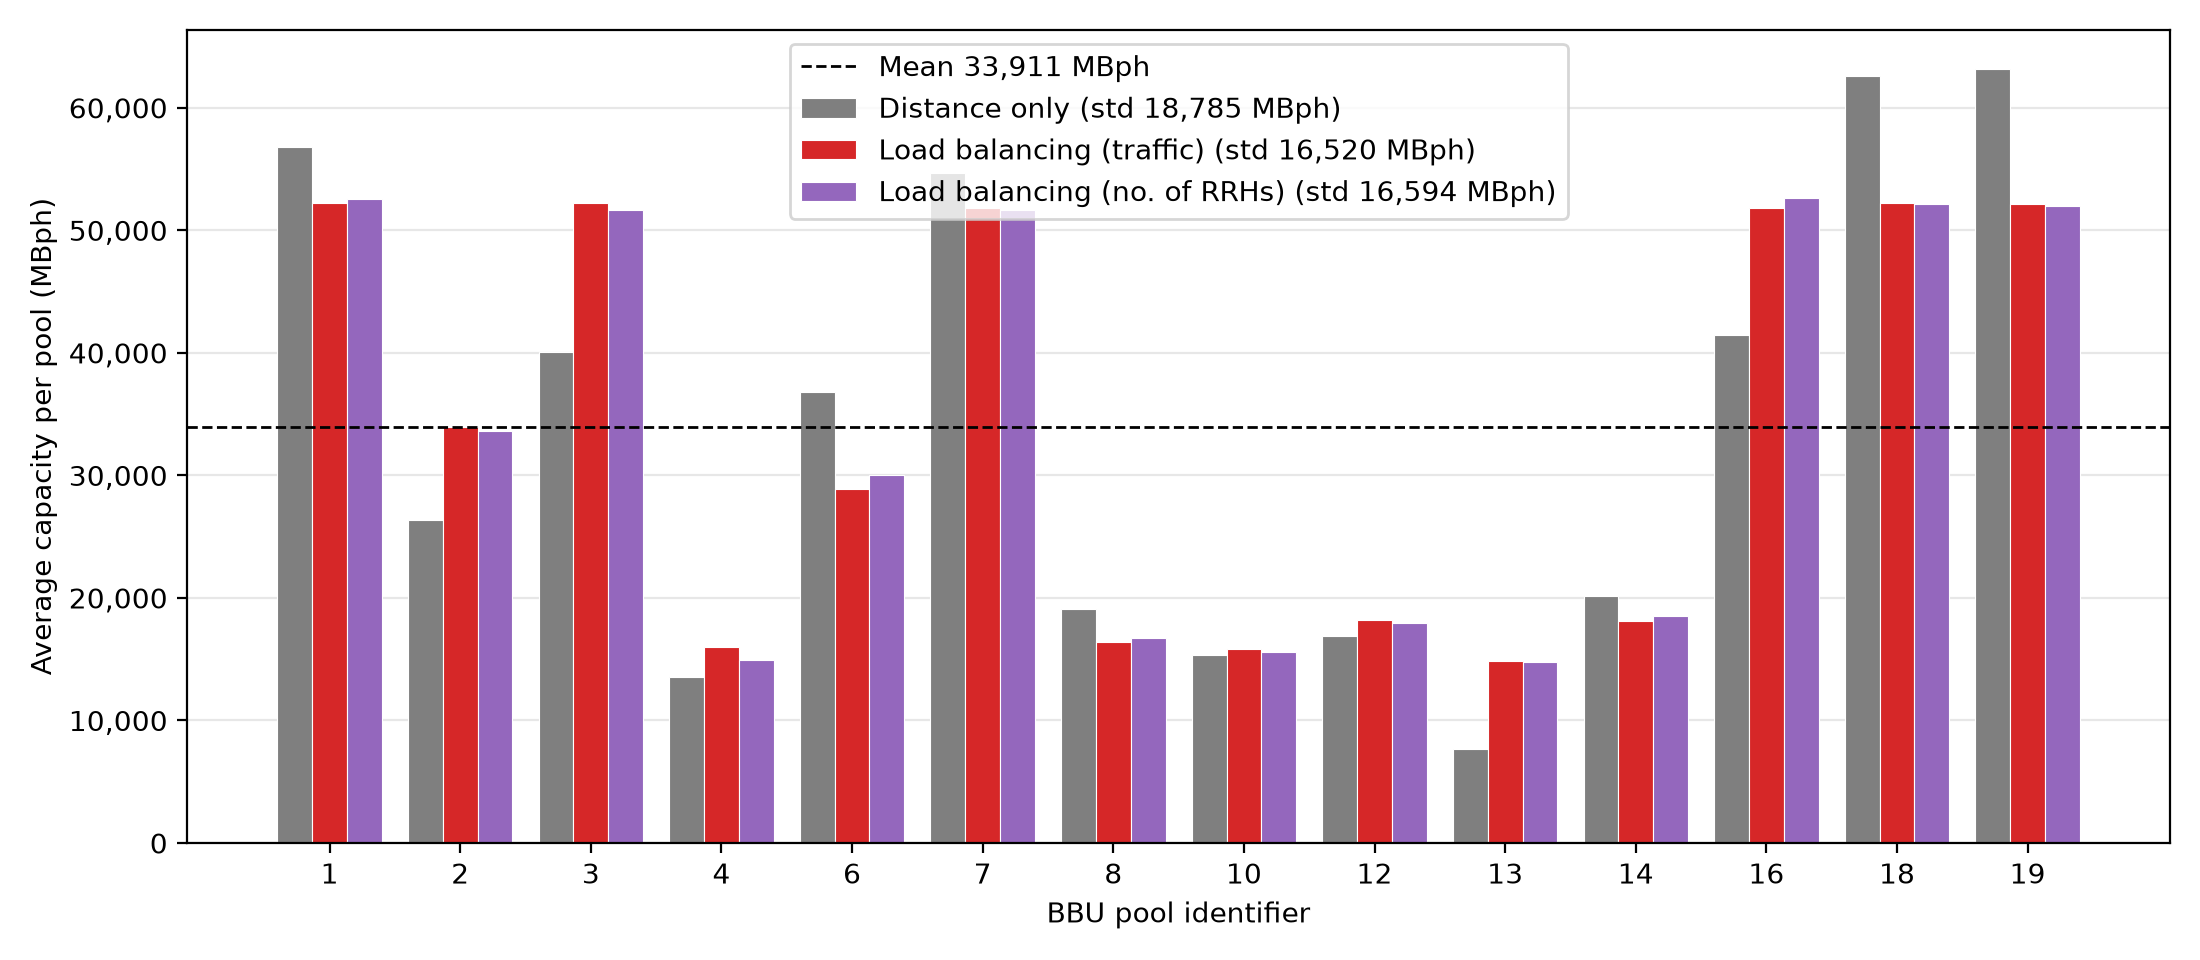 Mean 33,911 MBph
Distance only (std 18,785 MBph)
Load balancing (traffic) (std 16,520 MBph)
Load balancing (no. of RRHs) (std 16,594 MBph)
Average capacity per pool (MBph)
60,000
50,000
40,000
30,000
20,000
10,000
0
1 2 3 4 6 7 8 10 12 13 14 16 18 19
BBU pool identifier